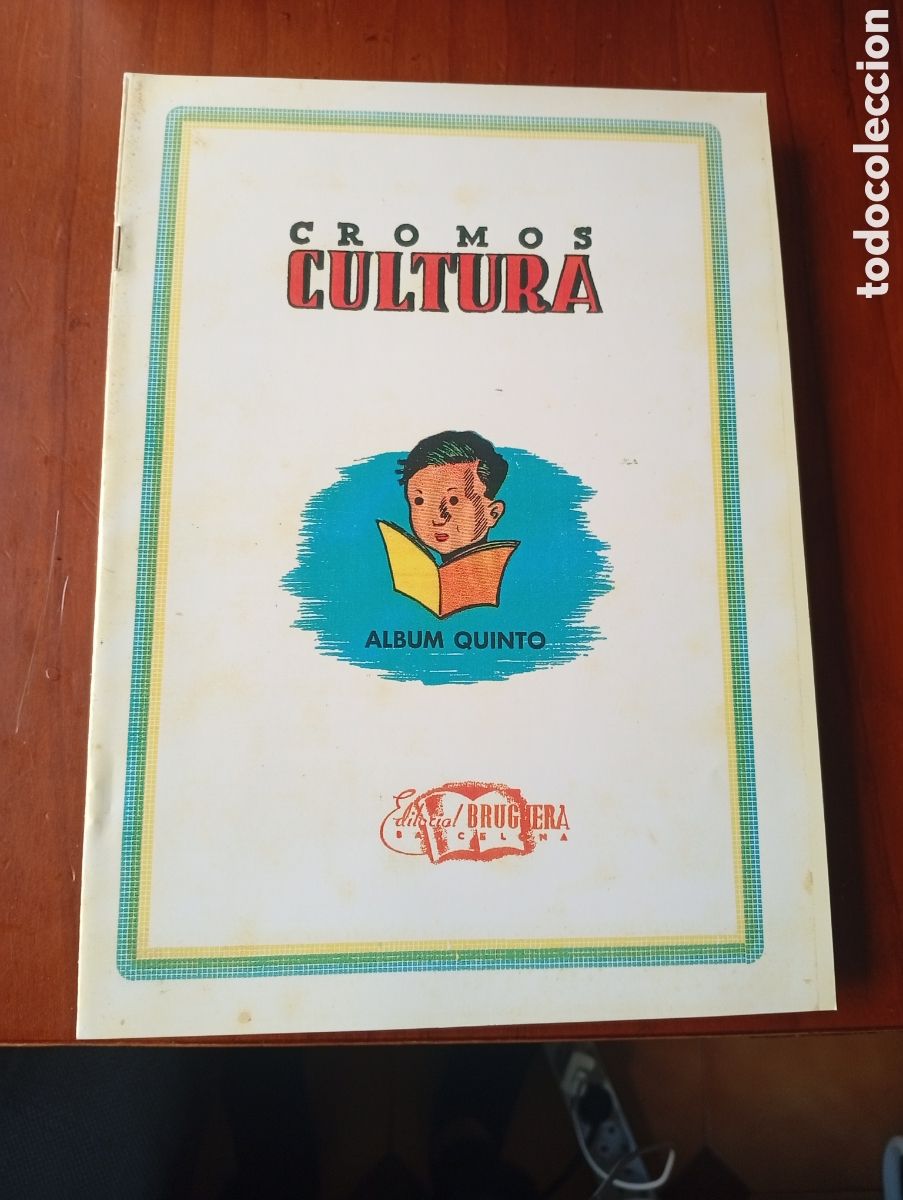 CROMOS
CULTURA
ALBUM QUINTO
Editorial BRUGUERA
BARCELONA
todocoleccion